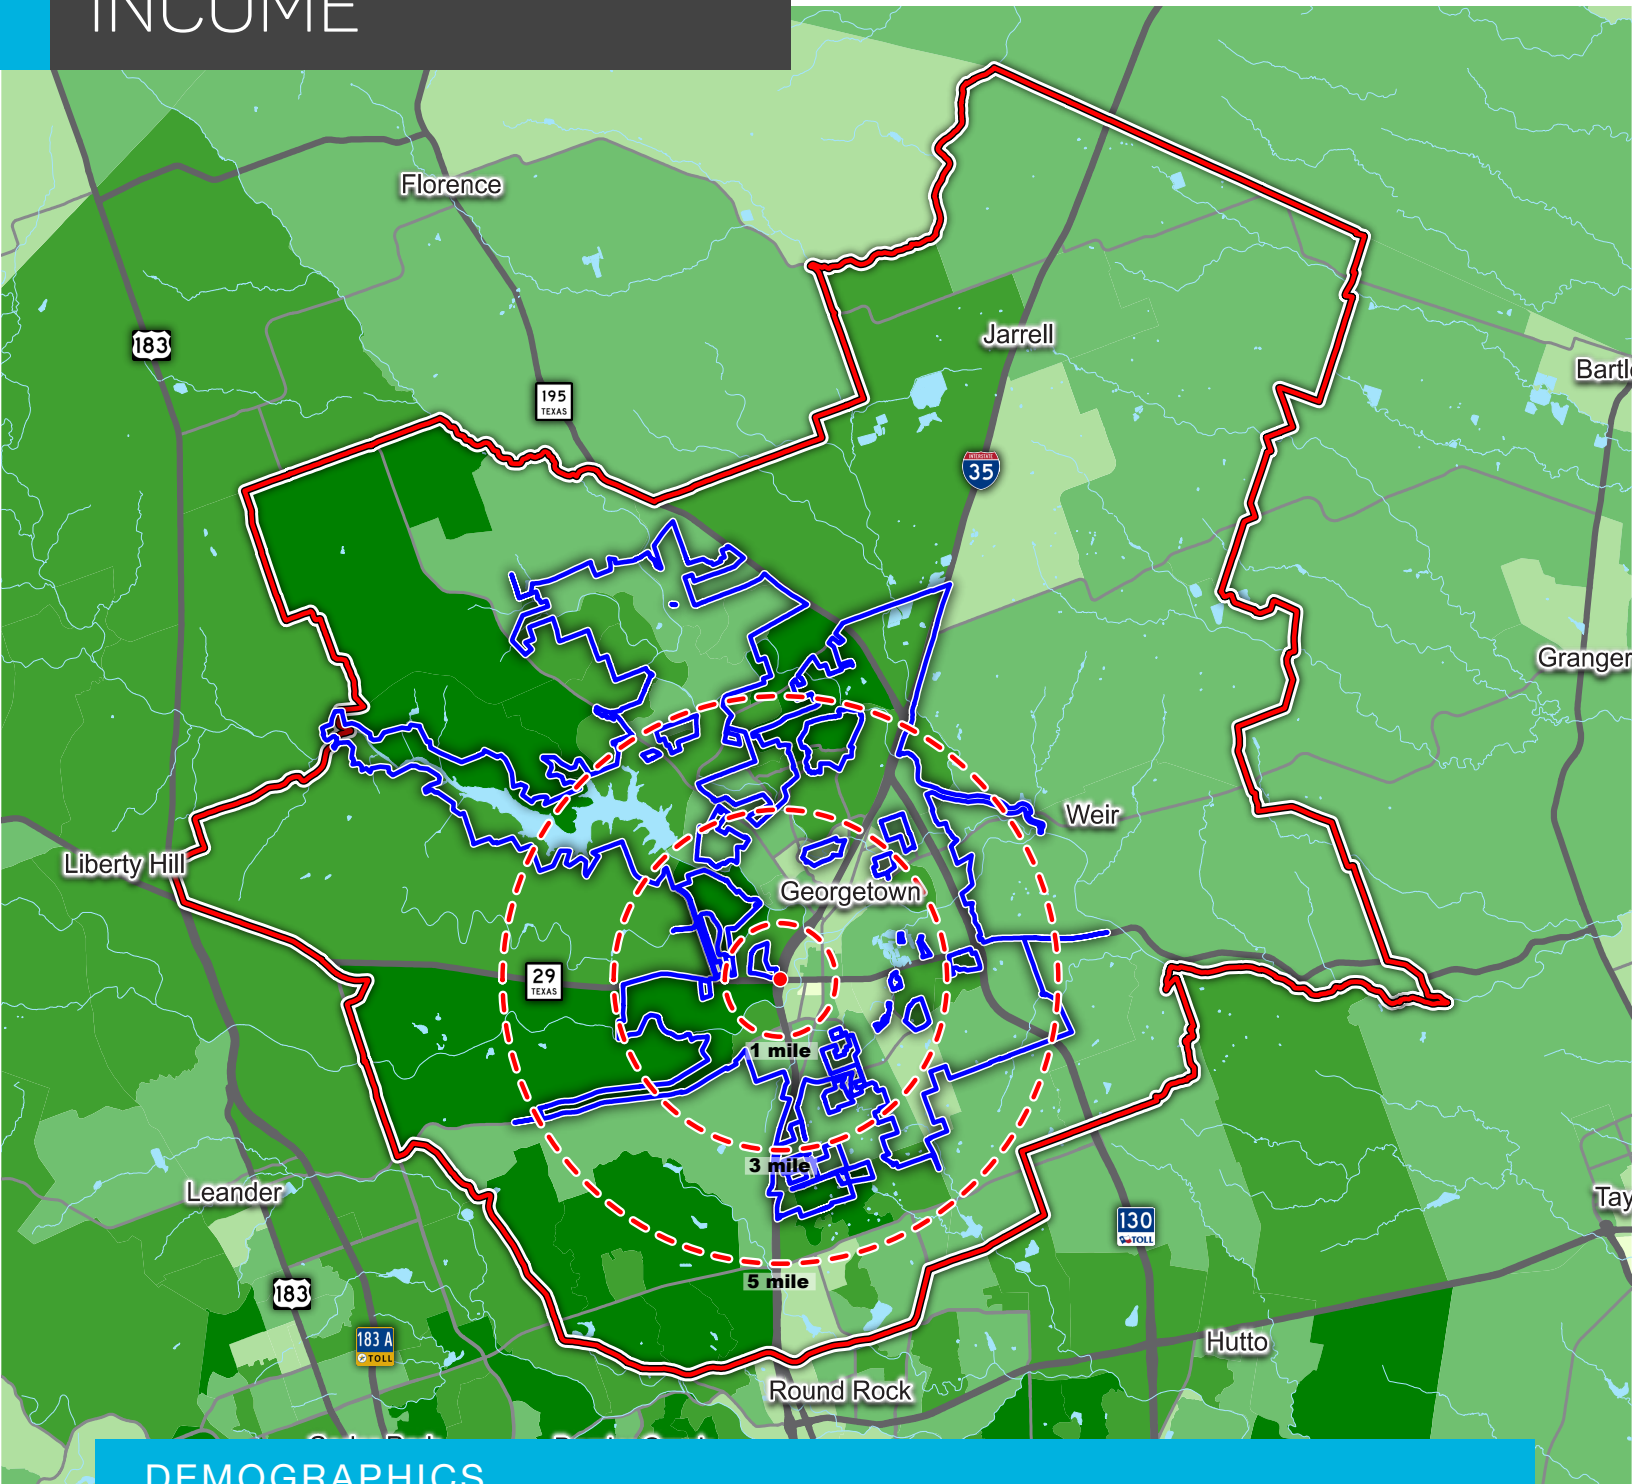 INCOME
Florence
183
Jarrell
Bartl
195
TEXAS
INTERSTATE
35
Granger
Weir
Liberty Hill
Georgetown
29
TEXAS
1 mile
3 mile
Leander
Tay
130
TOLL
5 mile
183
183 A
TOLL
Hutto
Round Rock
DEMOGRAPHICS